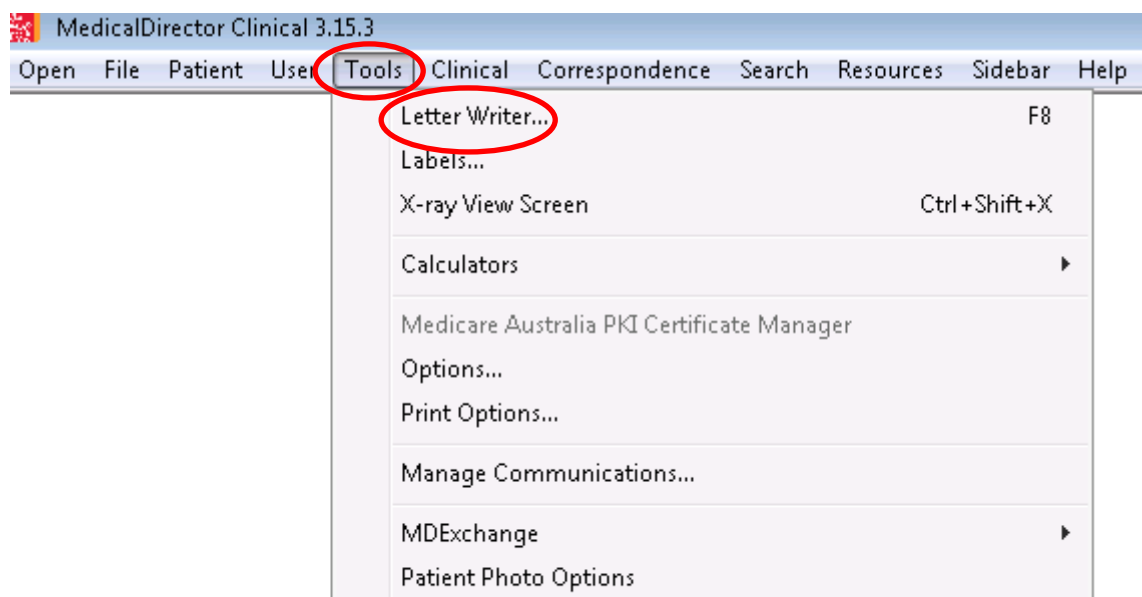 MedicalDirector Clinical 3.15.3
Open File Patient User Tools Clinical Correspondence Search Resources Sidebar Help
Letter Writer... F8
Labels...
X-ray View Screen Ctrl+Shift+X
Calculators
Medicare Australia PKI Certificate Manager
Options...
Print Options...
Manage Communications...
MDExchange
Patient Photo Options